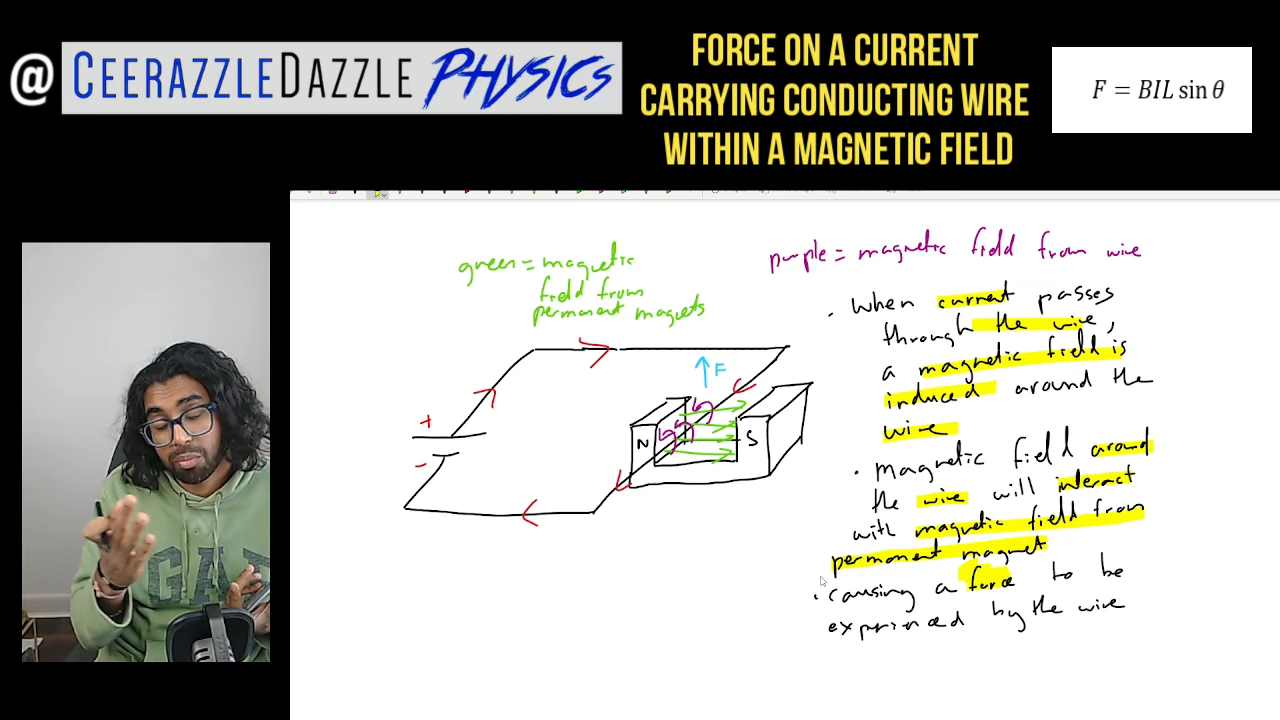 @ CEERAZZLEDAZZLE PHYSICS
FORCE ON A CURRENT
CARRYING CONDUCTING WIRE
WITHIN A MAGNETIC FIELD
F = BIL sin θ
green = magnetic
field from
permanent magnets
purple = magnetic field from wire
. When current passes
through the wire,
a magnetic field is
induced around the
wire
. Magnetic field around
the wire will interact
with magnetic field from
permanent magnet
. causing a force to be
experienced by the wire
F
+
-
N
S
GAP